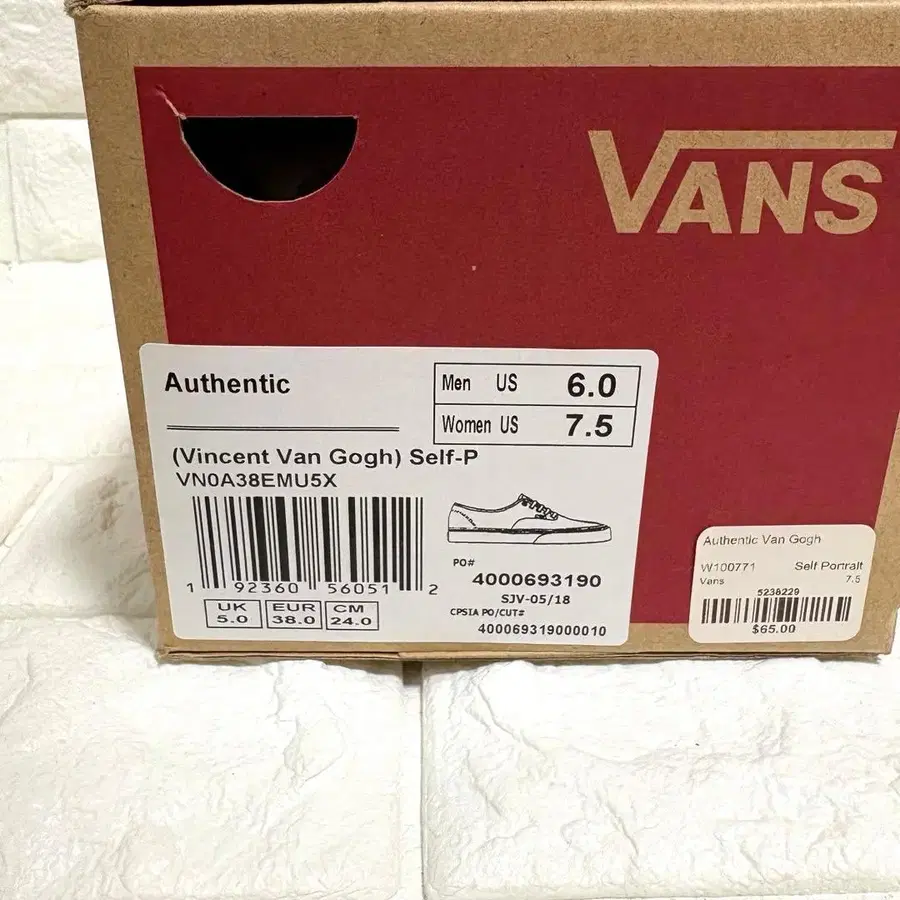 VANS
Authentic
Men US 6.0
Women US 7.5
(Vincent Van Gogh) Self-P
VN0A38EMU5X
1 92360 56051 2
PO#
4000693190
SJV-05/18
CPSIA PO/CUT#
400069319000010
UK
5.0
EUR
38.0
CM
24.0
Authentic Van Gogh
W100771 Self Portrait
Vans 7.5
5238229
$65.00